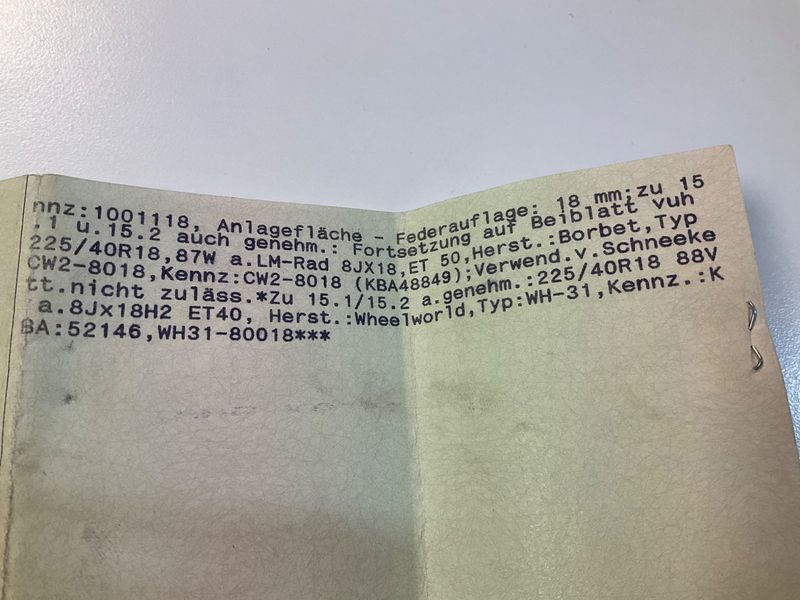 nnz:1001118, Anlagefläche - Federauflage: 18 mm;zu 15
.1 u.15.2 auch genehm.: Fortsetzung auf Beiblatt vuh
225/40R18,87W a.LM-Rad 8JX18,ET 50,Herst.:Borbet,Typ
CW2-8018,Kennz:CW2-8018 (KBA48849);Verwend.v.Schneeke
tt.nicht zuläss.*Zu 15.1/15.2 a.genehm.:225/40R18 88V
a.8Jx18H2 ET40, Herst.:Wheelworld,Typ:WH-31,Kennz.:K
BA:52146,WH31-80018***